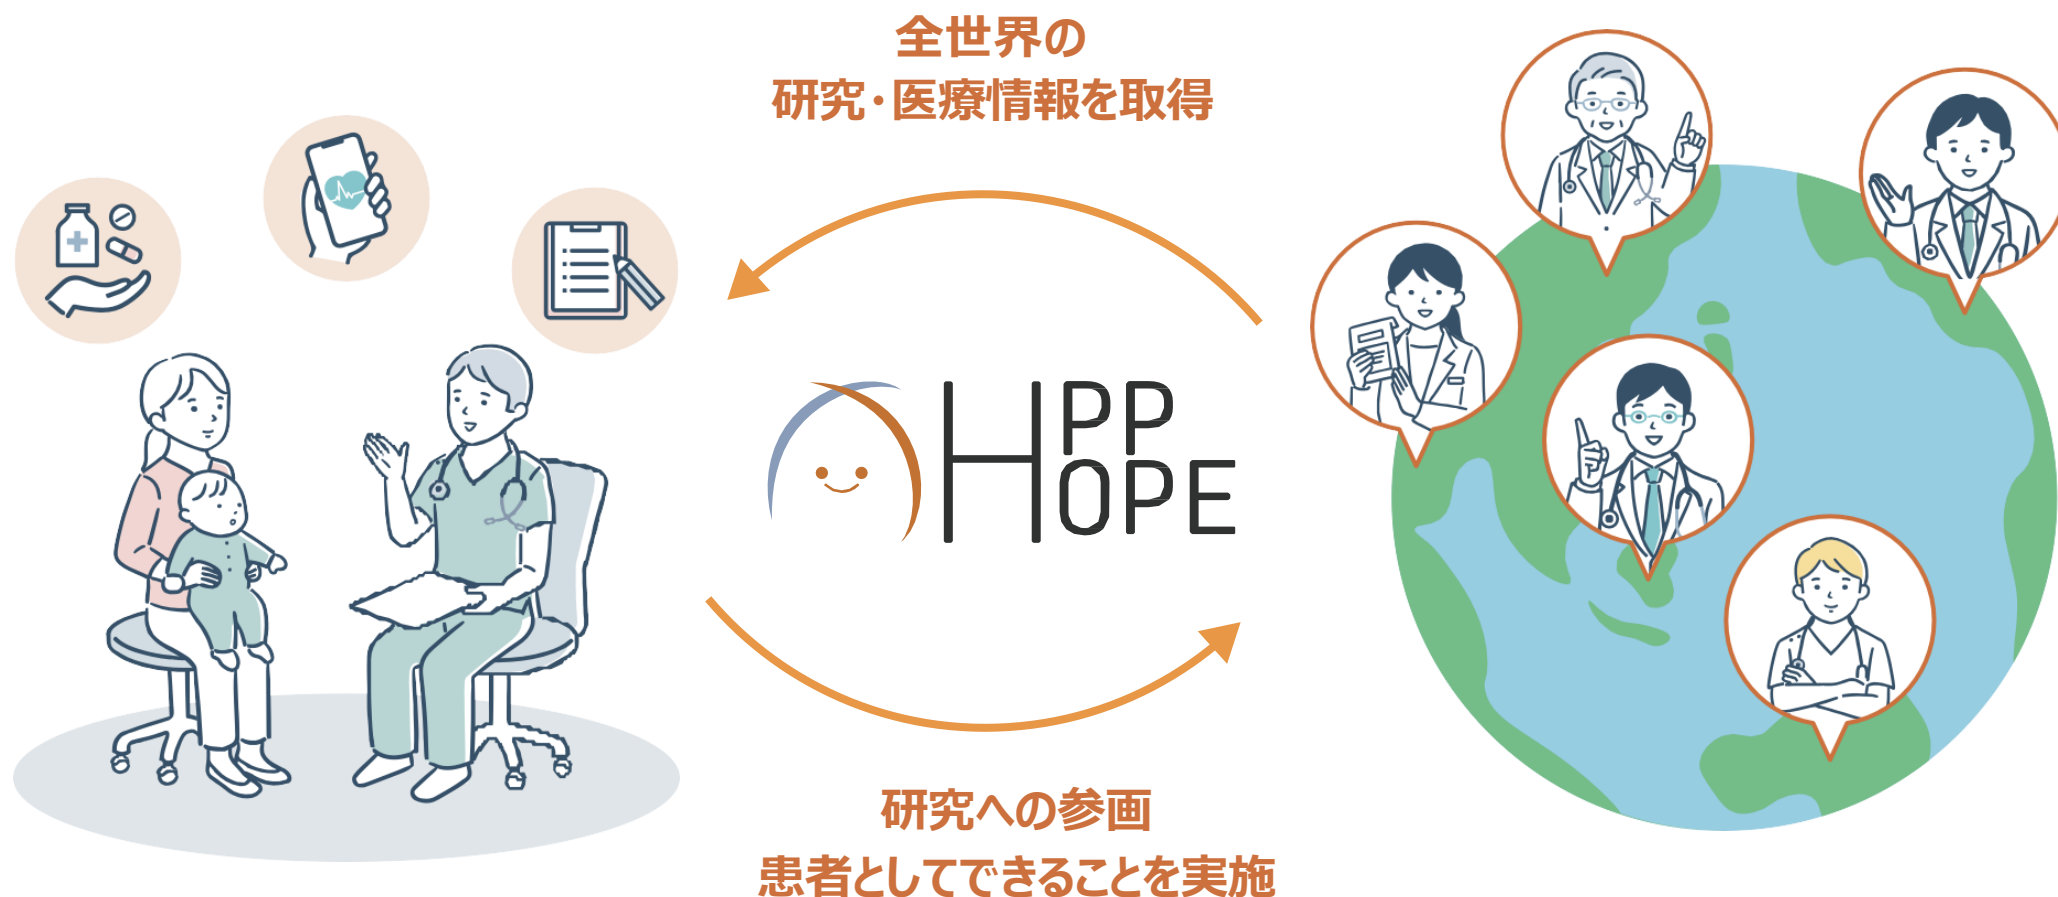 全世界の
研究・医療情報を取得
HPP
HOPE
研究への参画
患者としてできることを実施